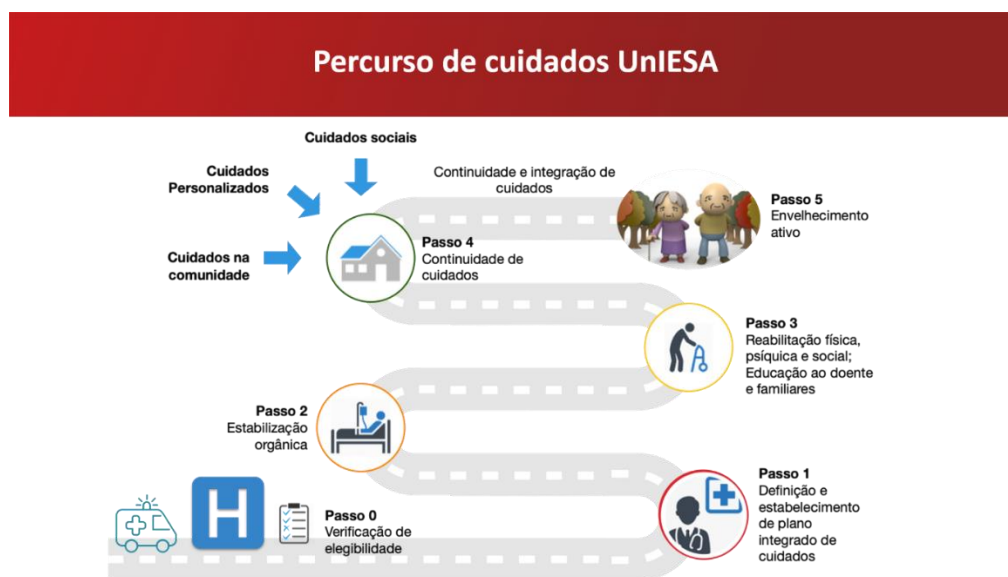 Percurso de cuidados UnIESA
Cuidados sociais
Cuidados
Personalizados
Cuidados na
comunidade
Continuidade e integração de
cuidados
Passo 5
Envelhecimento
ativo
Passo 4
Continuidade de
cuidados
Passo 3
Reabilitação física,
psíquica e social;
Educação ao doente
e familiares
Passo 2
Estabilização
orgânica
Passo 1
Definição e
estabelecimento
de plano
integrado de
cuidados
H
Passo 0
Verificação de
elegibilidade